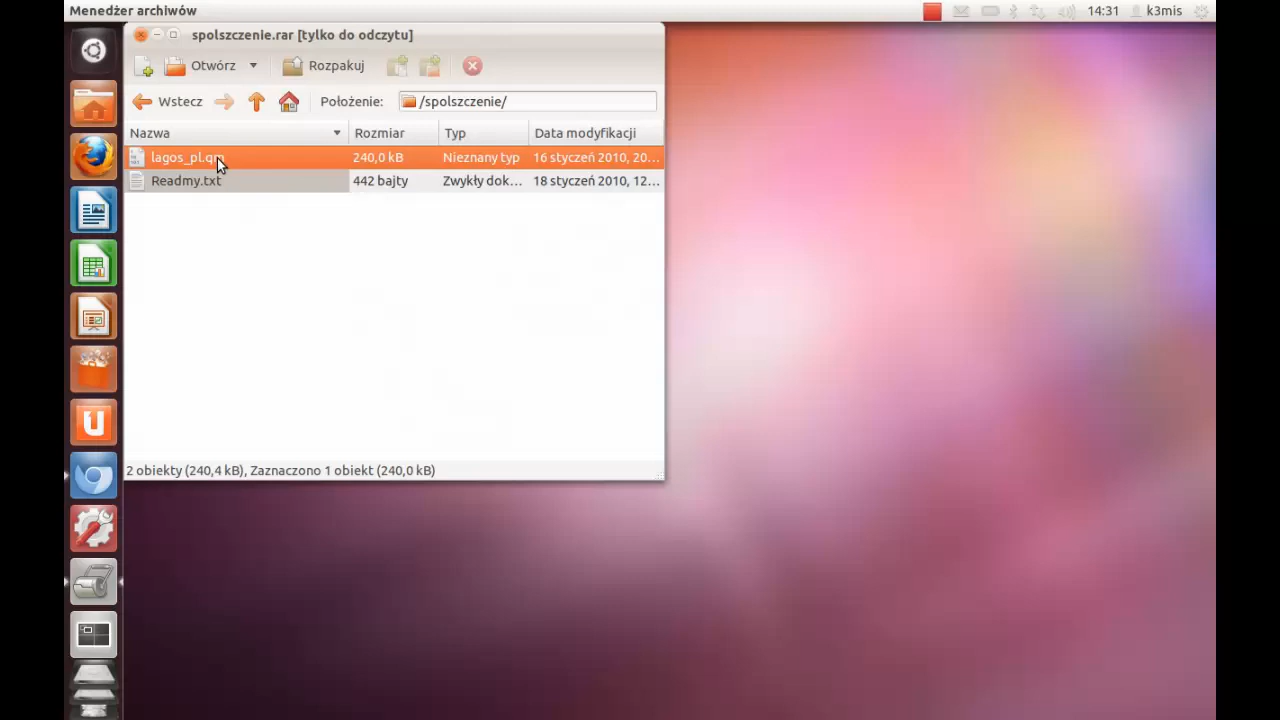 Menedżer archiwów
14:31 k3mis
spolszczenie.rar [tylko do odczytu]
Otwórz Rozpakuj
Wstecz Położenie: /spolszczenie/
Nazwa Rozmiar Typ Data modyfikacji
lagos_pl.qm 240,0 kB Nieznany typ 16 styczeń 2010, 20...
Readmy.txt 442 bajty Zwykły dok... 18 styczeń 2010, 12...
2 obiekty (240,4 kB), Zaznaczono 1 obiekt (240,0 kB)